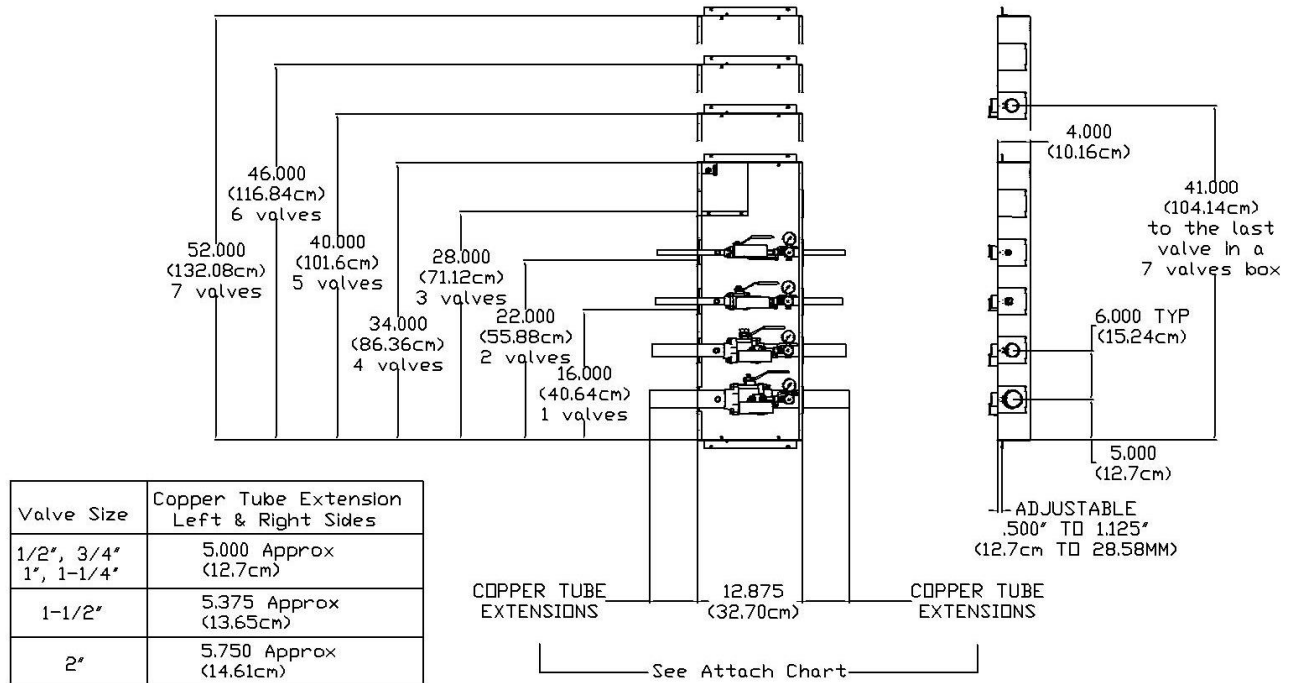 52.000
(132.08cm)
7 valves
46.000
(116.84cm)
6 valves
40.000
(101.6cm)
5 valves
34.000
(86.36cm)
4 valves
28.000
(71.12cm)
3 valves
22.000
(55.88cm)
2 valves
16.000
(40.64cm)
1 valves
4.000
(10.16cm)
41.000
(104.14cm)
to the last
valve in a
7 valves box
6.000 TYP
(15.24cm)
5.000
(12.7cm)
ADJUSTABLE
.500" TO 1.125"
(12.7cm TO 28.58MM)
COPPER TUBE
EXTENSIONS
12.875
(32.70cm)
COPPER TUBE
EXTENSIONS
See Attach Chart
Valve Size
Copper Tube Extension
Left & Right Sides
1/2", 3/4"
1", 1-1/4"
5.000 Approx
(12.7cm)
1-1/2"
5.375 Approx
(13.65cm)
2"
5.750 Approx
(14.61cm)